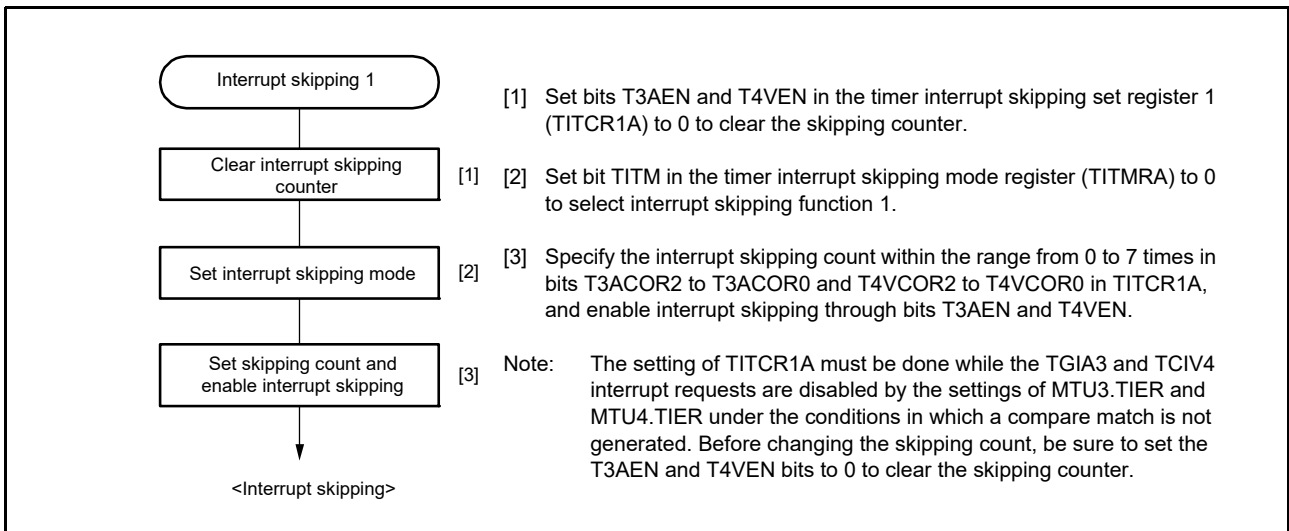 Interrupt skipping 1
Clear interrupt skipping
counter
[1]
Set interrupt skipping mode
[2]
Set skipping count and
enable interrupt skipping
[3]
<Interrupt skipping>
[1] Set bits T3AEN and T4VEN in the timer interrupt skipping set register 1
(TITCR1A) to 0 to clear the skipping counter.
[2] Set bit TITM in the timer interrupt skipping mode register (TITMRA) to 0
to select interrupt skipping function 1.
[3] Specify the interrupt skipping count within the range from 0 to 7 times in
bits T3ACOR2 to T3ACOR0 and T4VCOR2 to T4VCOR0 in TITCR1A,
and enable interrupt skipping through bits T3AEN and T4VEN.
Note: The setting of TITCR1A must be done while the TGIA3 and TCIV4
interrupt requests are disabled by the settings of MTU3.TIER and
MTU4.TIER under the conditions in which a compare match is not
generated. Before changing the skipping count, be sure to set the
T3AEN and T4VEN bits to 0 to clear the skipping counter.